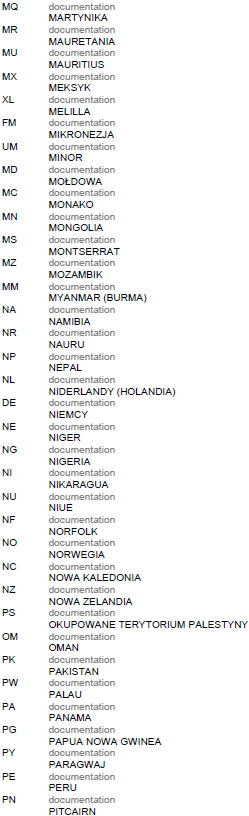 MQ documentation
MARTYNIKA
MR documentation
MAURETANIA
MU documentation
MAURITIUS
MX documentation
MEKSYK
XL documentation
MELILLA
FM documentation
MIKRONEZJA
UM documentation
MINOR
MD documentation
MOŁDOWA
MC documentation
MONAKO
MN documentation
MONGOLIA
MS documentation
MONTSERRAT
MZ documentation
MOZAMBIK
MM documentation
MYANMAR (BURMA)
NA documentation
NAMIBIA
NR documentation
NAURU
NP documentation
NEPAL
NL documentation
NIDERLANDY (HOLANDIA)
DE documentation
NIEMCY
NE documentation
NIGER
NG documentation
NIGERIA
NI documentation
NIKARAGUA
NU documentation
NIUE
NF documentation
NORFOLK
NO documentation
NORWEGIA
NC documentation
NOWA KALEDONIA
NZ documentation
NOWA ZELANDIA
PS documentation
OKUPOWANE TERYTORIUM PALESTYNY
OM documentation
OMAN
PK documentation
PAKISTAN
PW documentation
PALAU
PA documentation
PANAMA
PG documentation
PAPUA NOWA GWINEA
PY documentation
PARAGWAJ
PE documentation
PERU
PN documentation
PITCAIRN